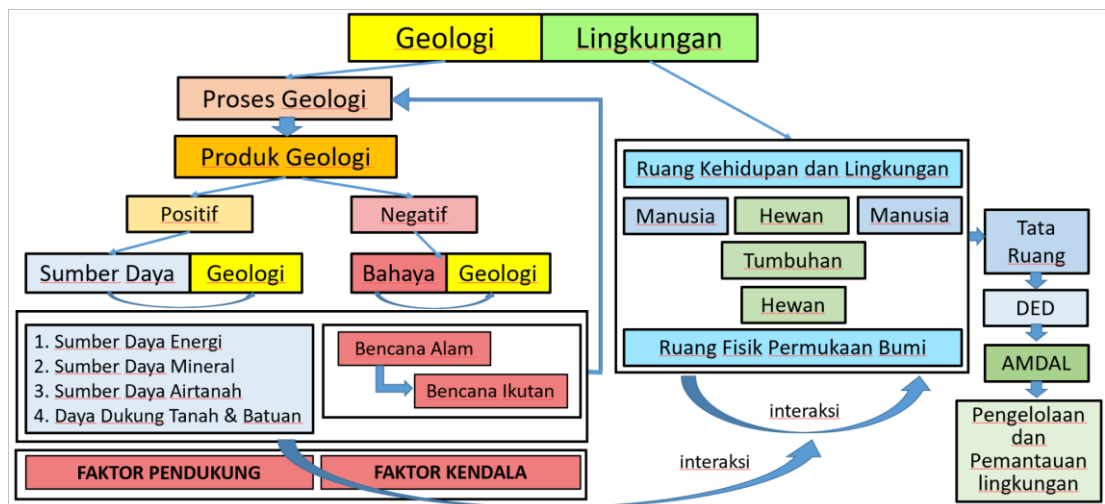 Geologi Lingkungan
Proses Geologi
Produk Geologi
Positif
Negatif
Sumber Daya Geologi
Bahaya Geologi
1. Sumber Daya Energi
2. Sumber Daya Mineral
3. Sumber Daya Airtanah
4. Daya Dukung Tanah & Batuan
Bencana Alam
Bencana Ikutan
FAKTOR PENDUKUNG
FAKTOR KENDALA
Ruang Kehidupan dan Lingkungan
Manusia
Hewan
Manusia
Tumbuhan
Hewan
Ruang Fisik Permukaan Bumi
interaksi
interaksi
Tata
Ruang
DED
AMDAL
Pengelolaan
dan
Pemantauan
lingkungan